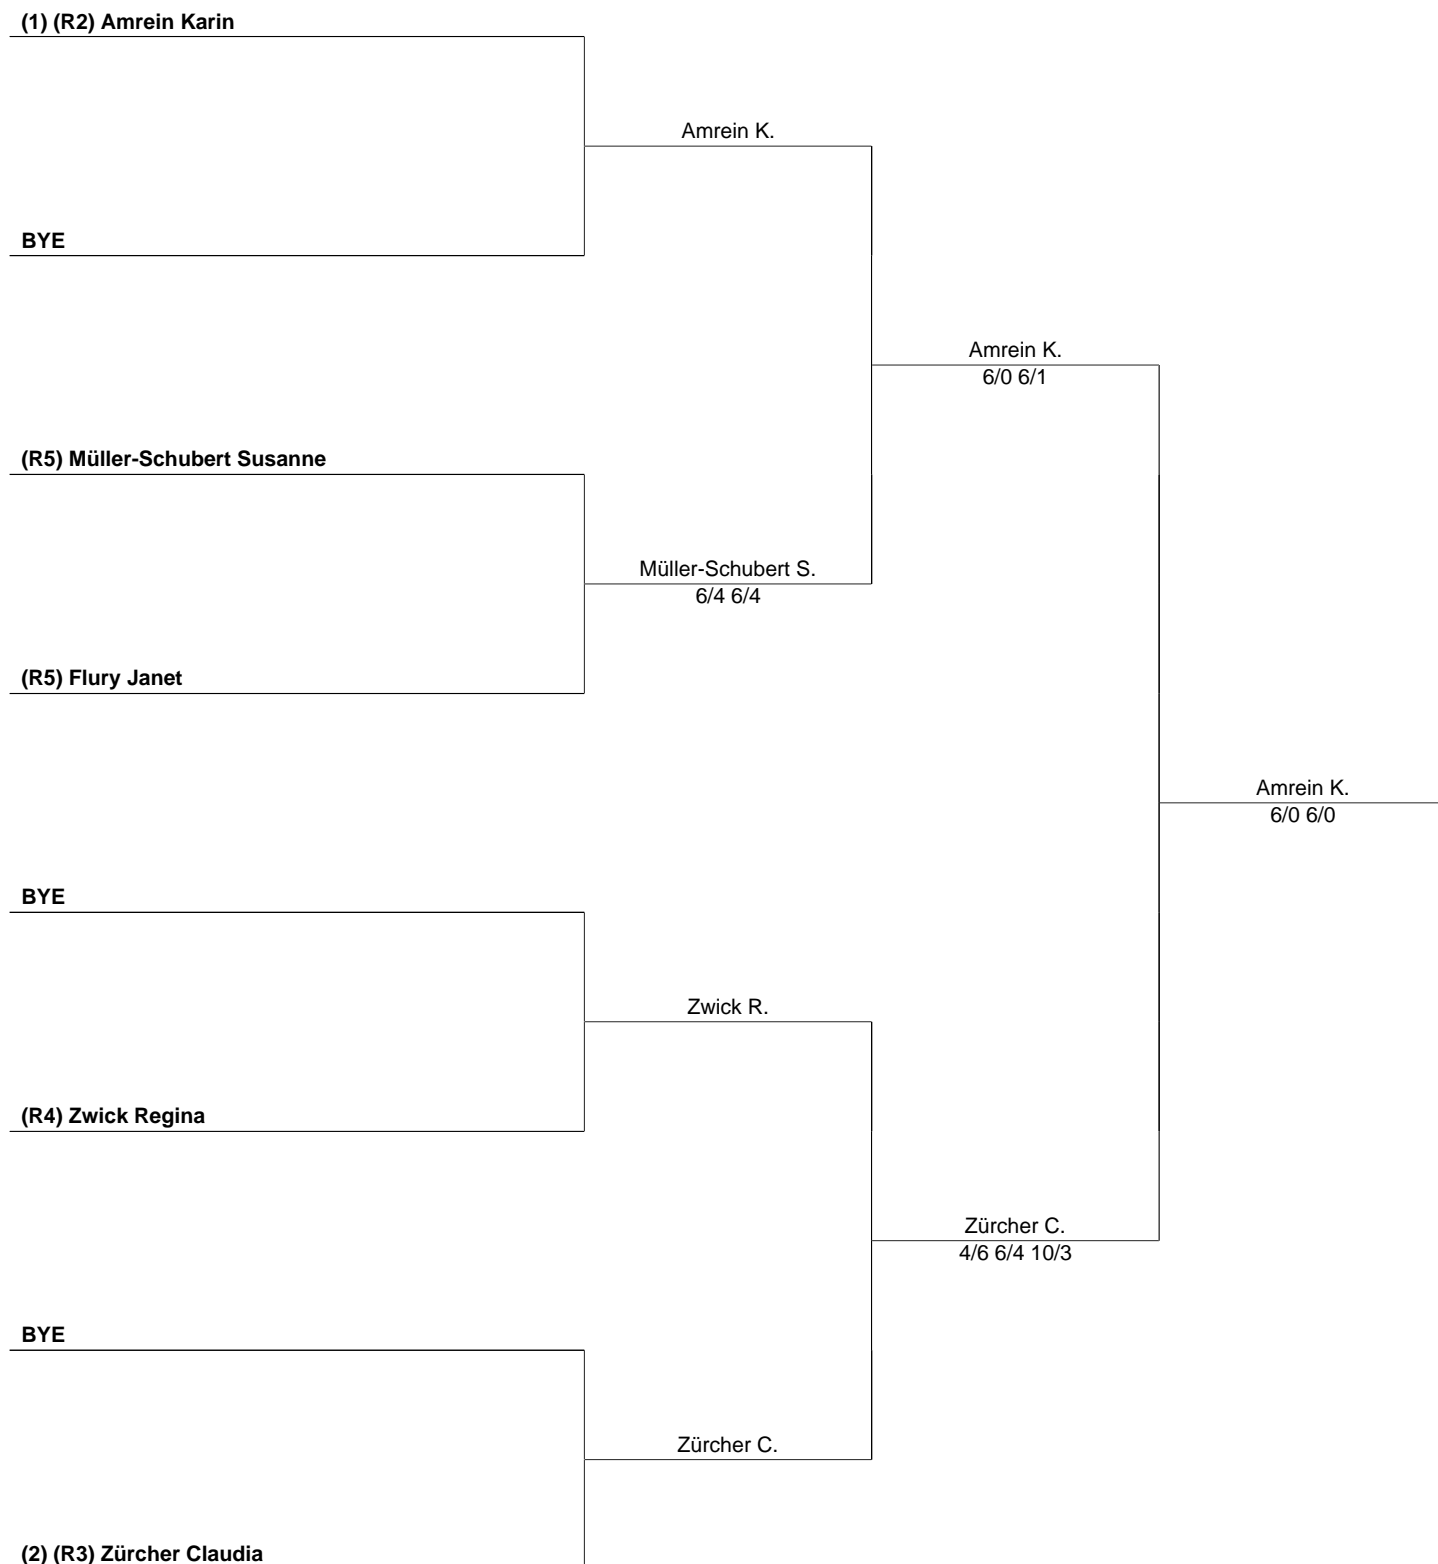 (1) (R2) Amrein Karin
Amrein K.
BYE
Amrein K.
6/0 6/1
(R5) Müller-Schubert Susanne
Müller-Schubert S.
6/4 6/4
(R5) Flury Janet
Amrein K.
6/0 6/0
BYE
Zwick R.
(R4) Zwick Regina
Zürcher C.
4/6 6/4 10/3
BYE
Zürcher C.
(2) (R3) Zürcher Claudia